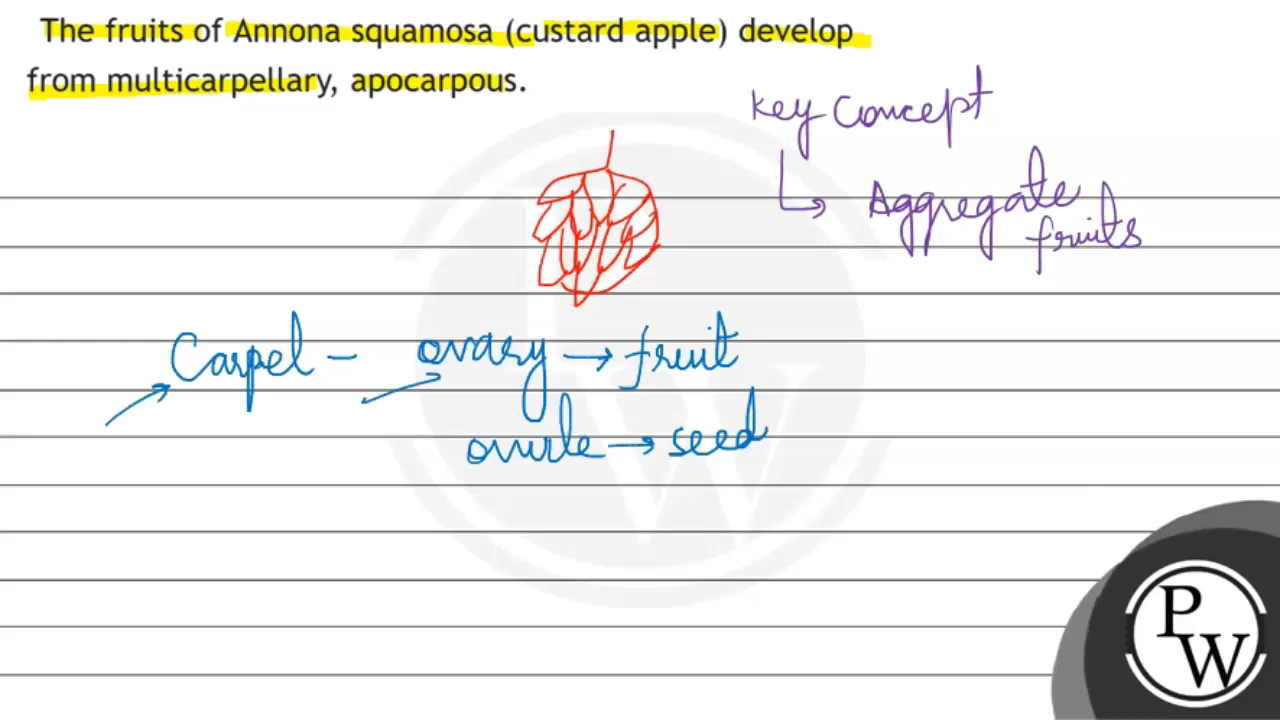 The fruits of Annona squamosa (custard apple) develop
from multicarpellary, apocarpous.
Key Concept
↳ Aggregate
fruits
Carpel - ovary → fruit
ovule → seed
P
W